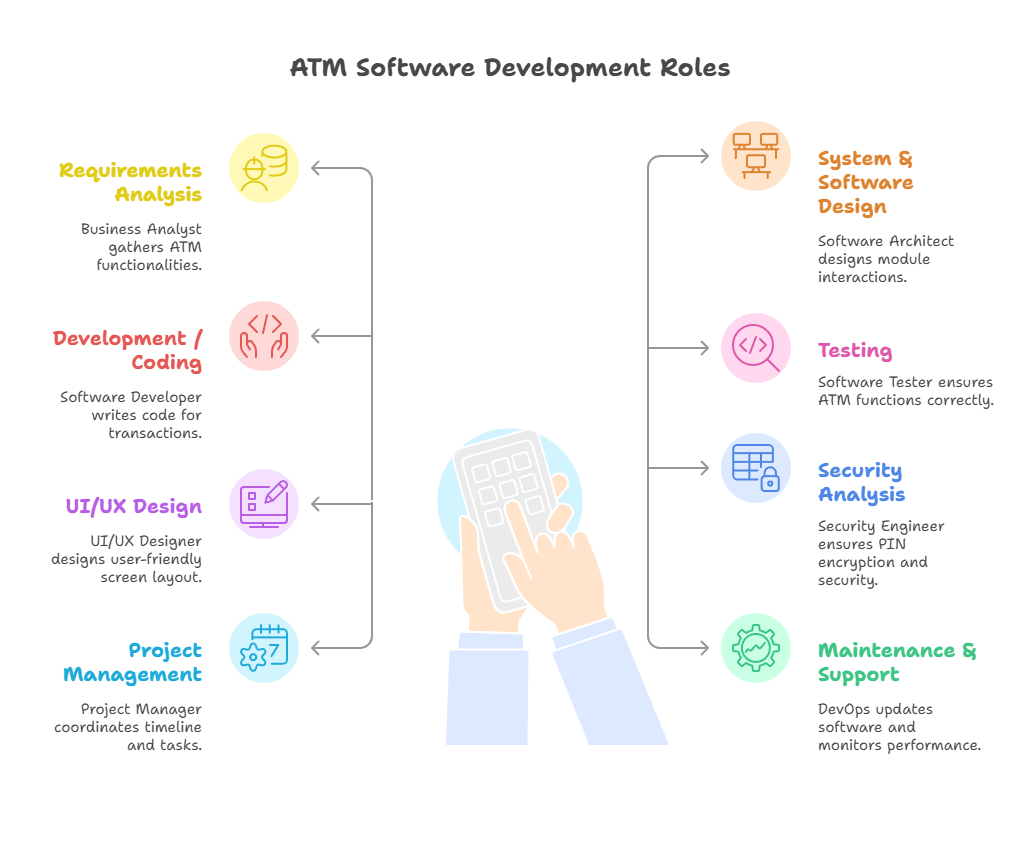 ATM Software Development Roles
Requirements
Analysis
Business Analyst
gathers ATM
functionalities.
Development /
Coding
Software Developer
writes code for
transactions.
UI/UX Design
UI/UX Designer
designs user-friendly
screen layout.
7
Project
Management
Project Manager
coordinates timeline
and tasks.
System &
Software
Design
Software Architect
designs module
interactions.
Testing
Software Tester ensures
ATM functions correctly.
Security
Analysis
Security Engineer
ensures PIN
encryption and
security.
Maintenance &
Support
DevOps updates
software and
monitors performance.